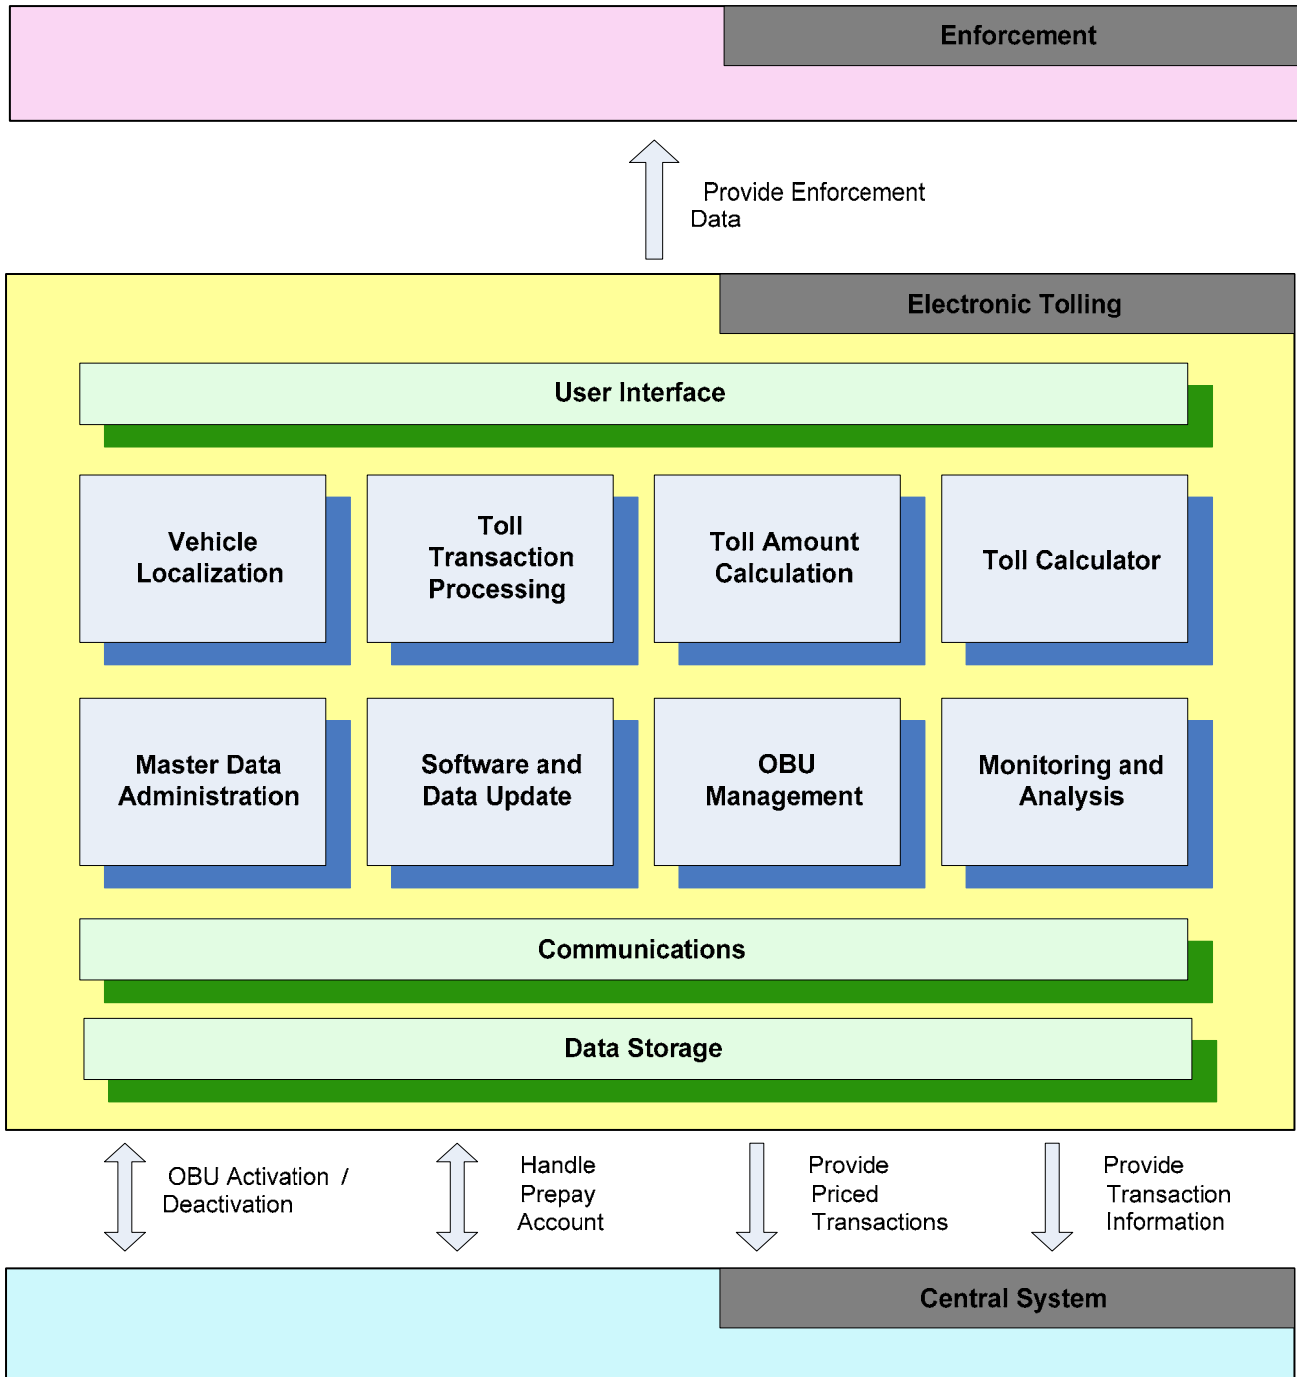 Enforcement
Provide Enforcement
Data
Electronic Tolling
User Interface
Vehicle
Localization
Toll
Transaction
Processing
Toll Amount
Calculation
Toll Calculator
Master Data
Administration
Software and
Data Update
OBU
Management
Monitoring and
Analysis
Communications
Data Storage
OBU Activation /
Deactivation
Handle
Prepay
Account
Provide
Priced
Transactions
Provide
Transaction
Information
Central System